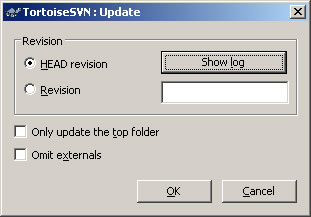 TortoiseSVN : Update
Revision
HEAD revision
Show log
Revision
Only update the top folder
Omit externals
OK
Cancel